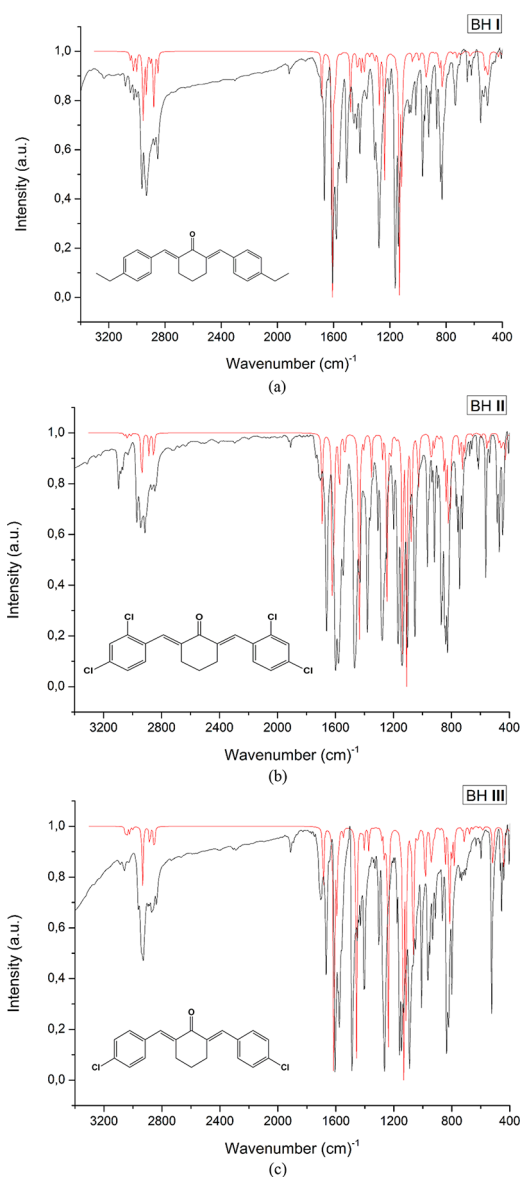 BH I
1,0
0,8
0,6
0,4
0,2
0,0
Intensity (a.u.)
O
3200 2800 2400 2000 1600 1200 800 400
Wavenumber (cm)-1
(a)
BH II
1,0
0,8
0,6
0,4
0,2
0,0
Intensity (a.u.)
Cl O Cl
Cl Cl
3200 2800 2400 2000 1600 1200 800 400
Wavenumber (cm)-1
(b)
BH III
1,0
0,8
0,6
0,4
0,2
0,0
Intensity (a.u.)
O
Cl Cl
3200 2800 2400 2000 1600 1200 800 400
Wavenumber (cm)-1
(c)